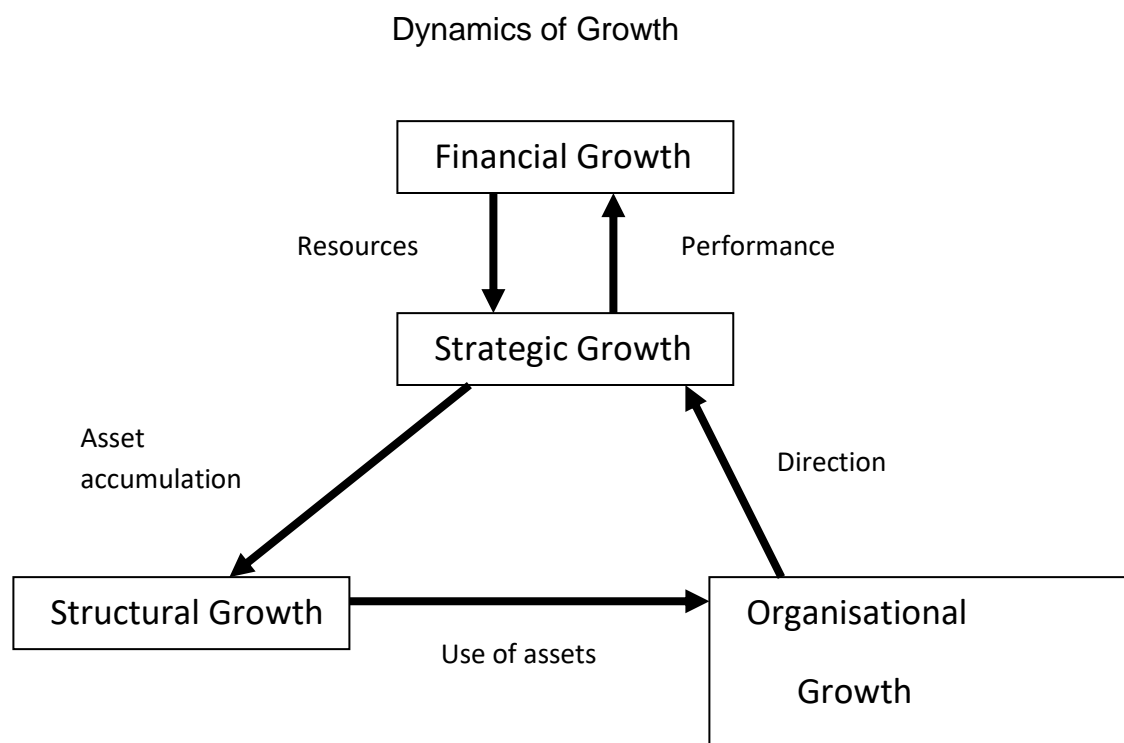 Dynamics of Growth
Financial Growth
Resources
Performance
Strategic Growth
Asset
accumulation
Direction
Structural Growth
Organisational
Growth
Use of assets